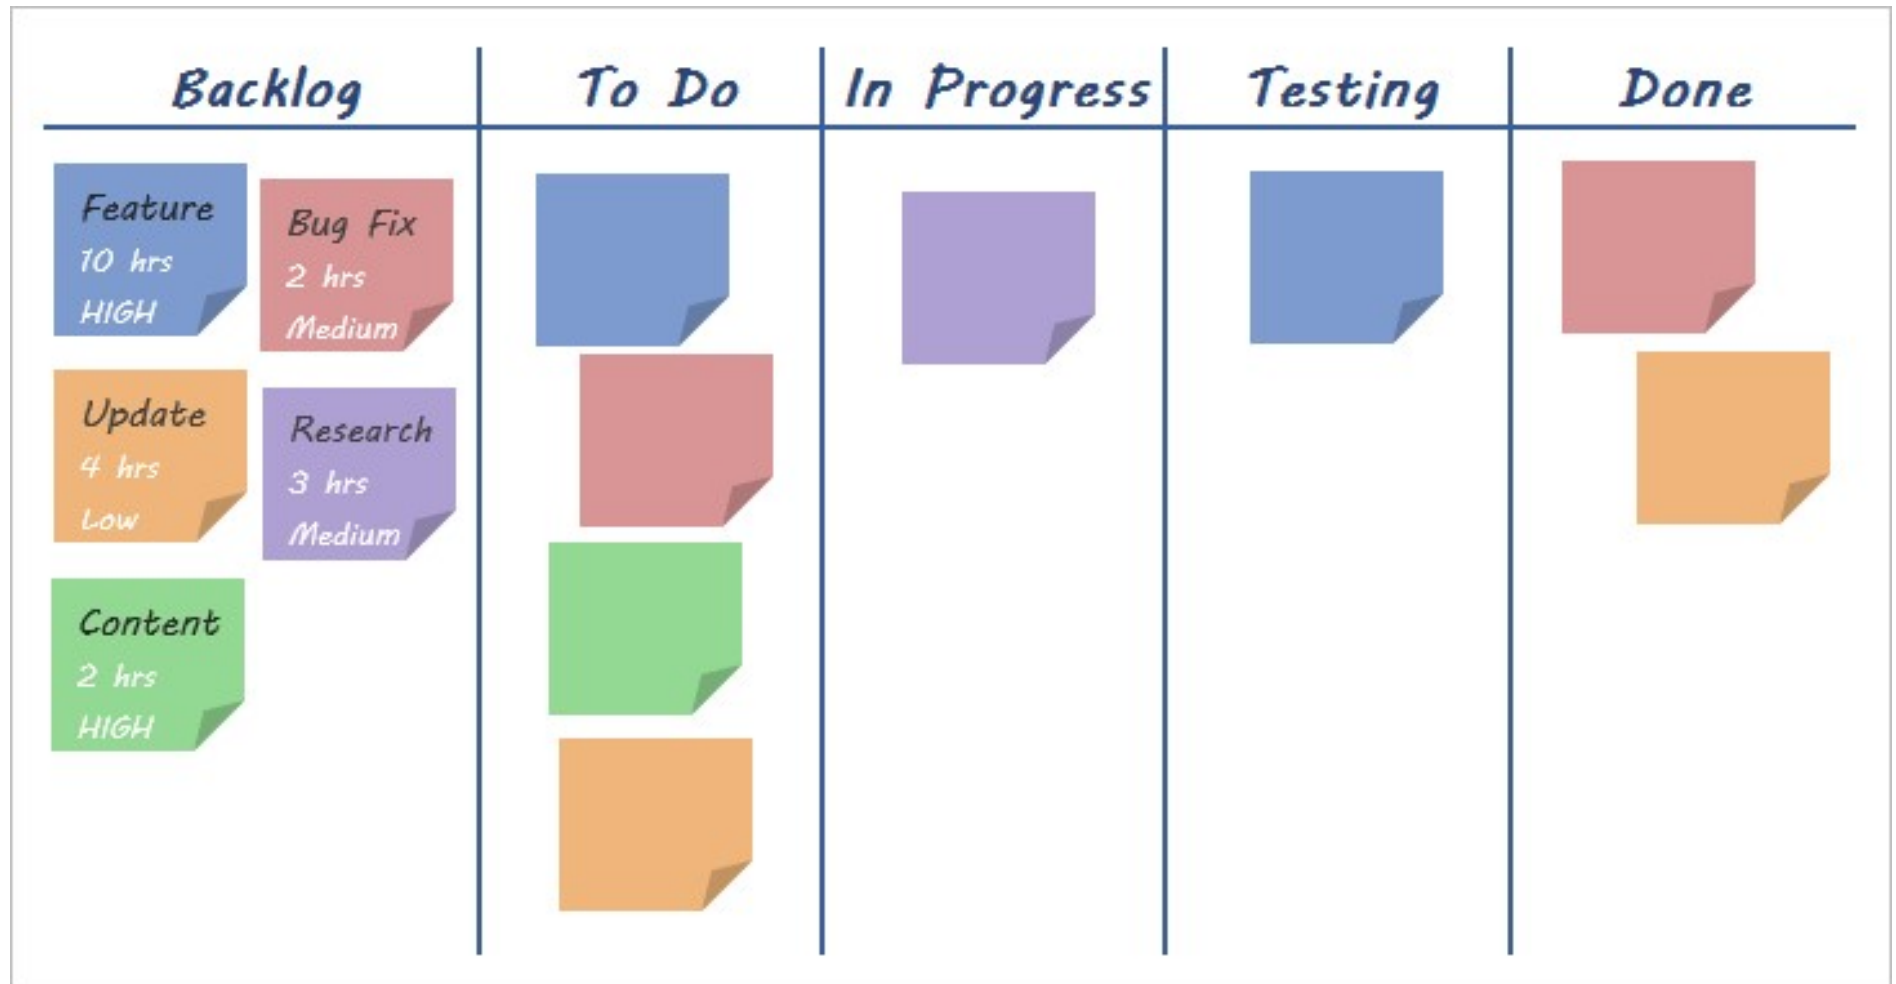 Backlog
To Do
In Progress
Testing
Done
Feature
10 hrs
HIGH
Bug Fix
2 hrs
Medium
Update
4 hrs
Low
Research
3 hrs
Medium
Content
2 hrs
HIGH